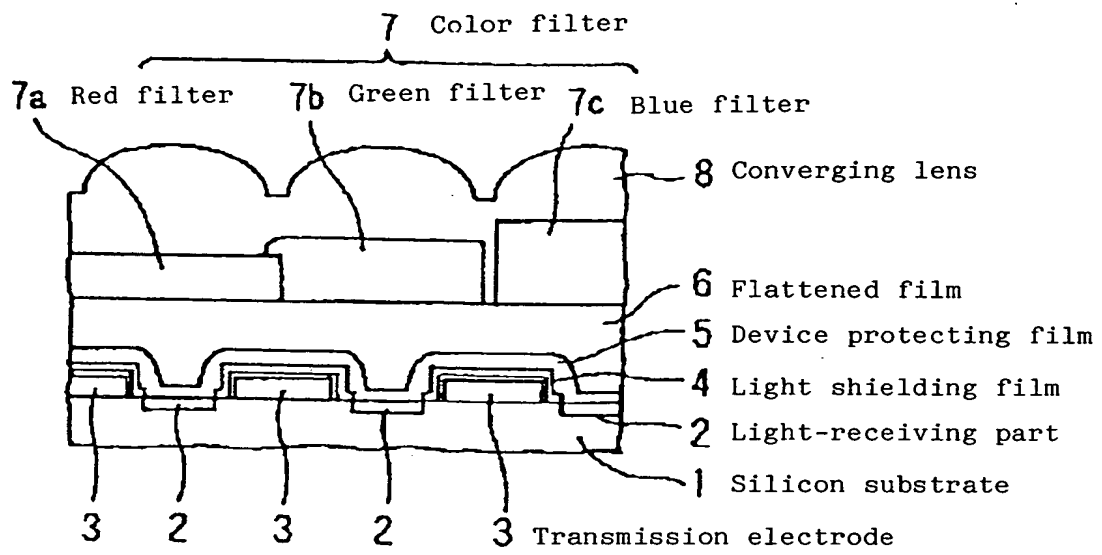 7 Color filter
7a Red filter 7b Green filter 7c Blue filter
8 Converging lens
6 Flattened film
5 Device protecting film
4 Light shielding film
2 Light-receiving part
1 Silicon substrate
3 2 3 2 3 Transmission electrode